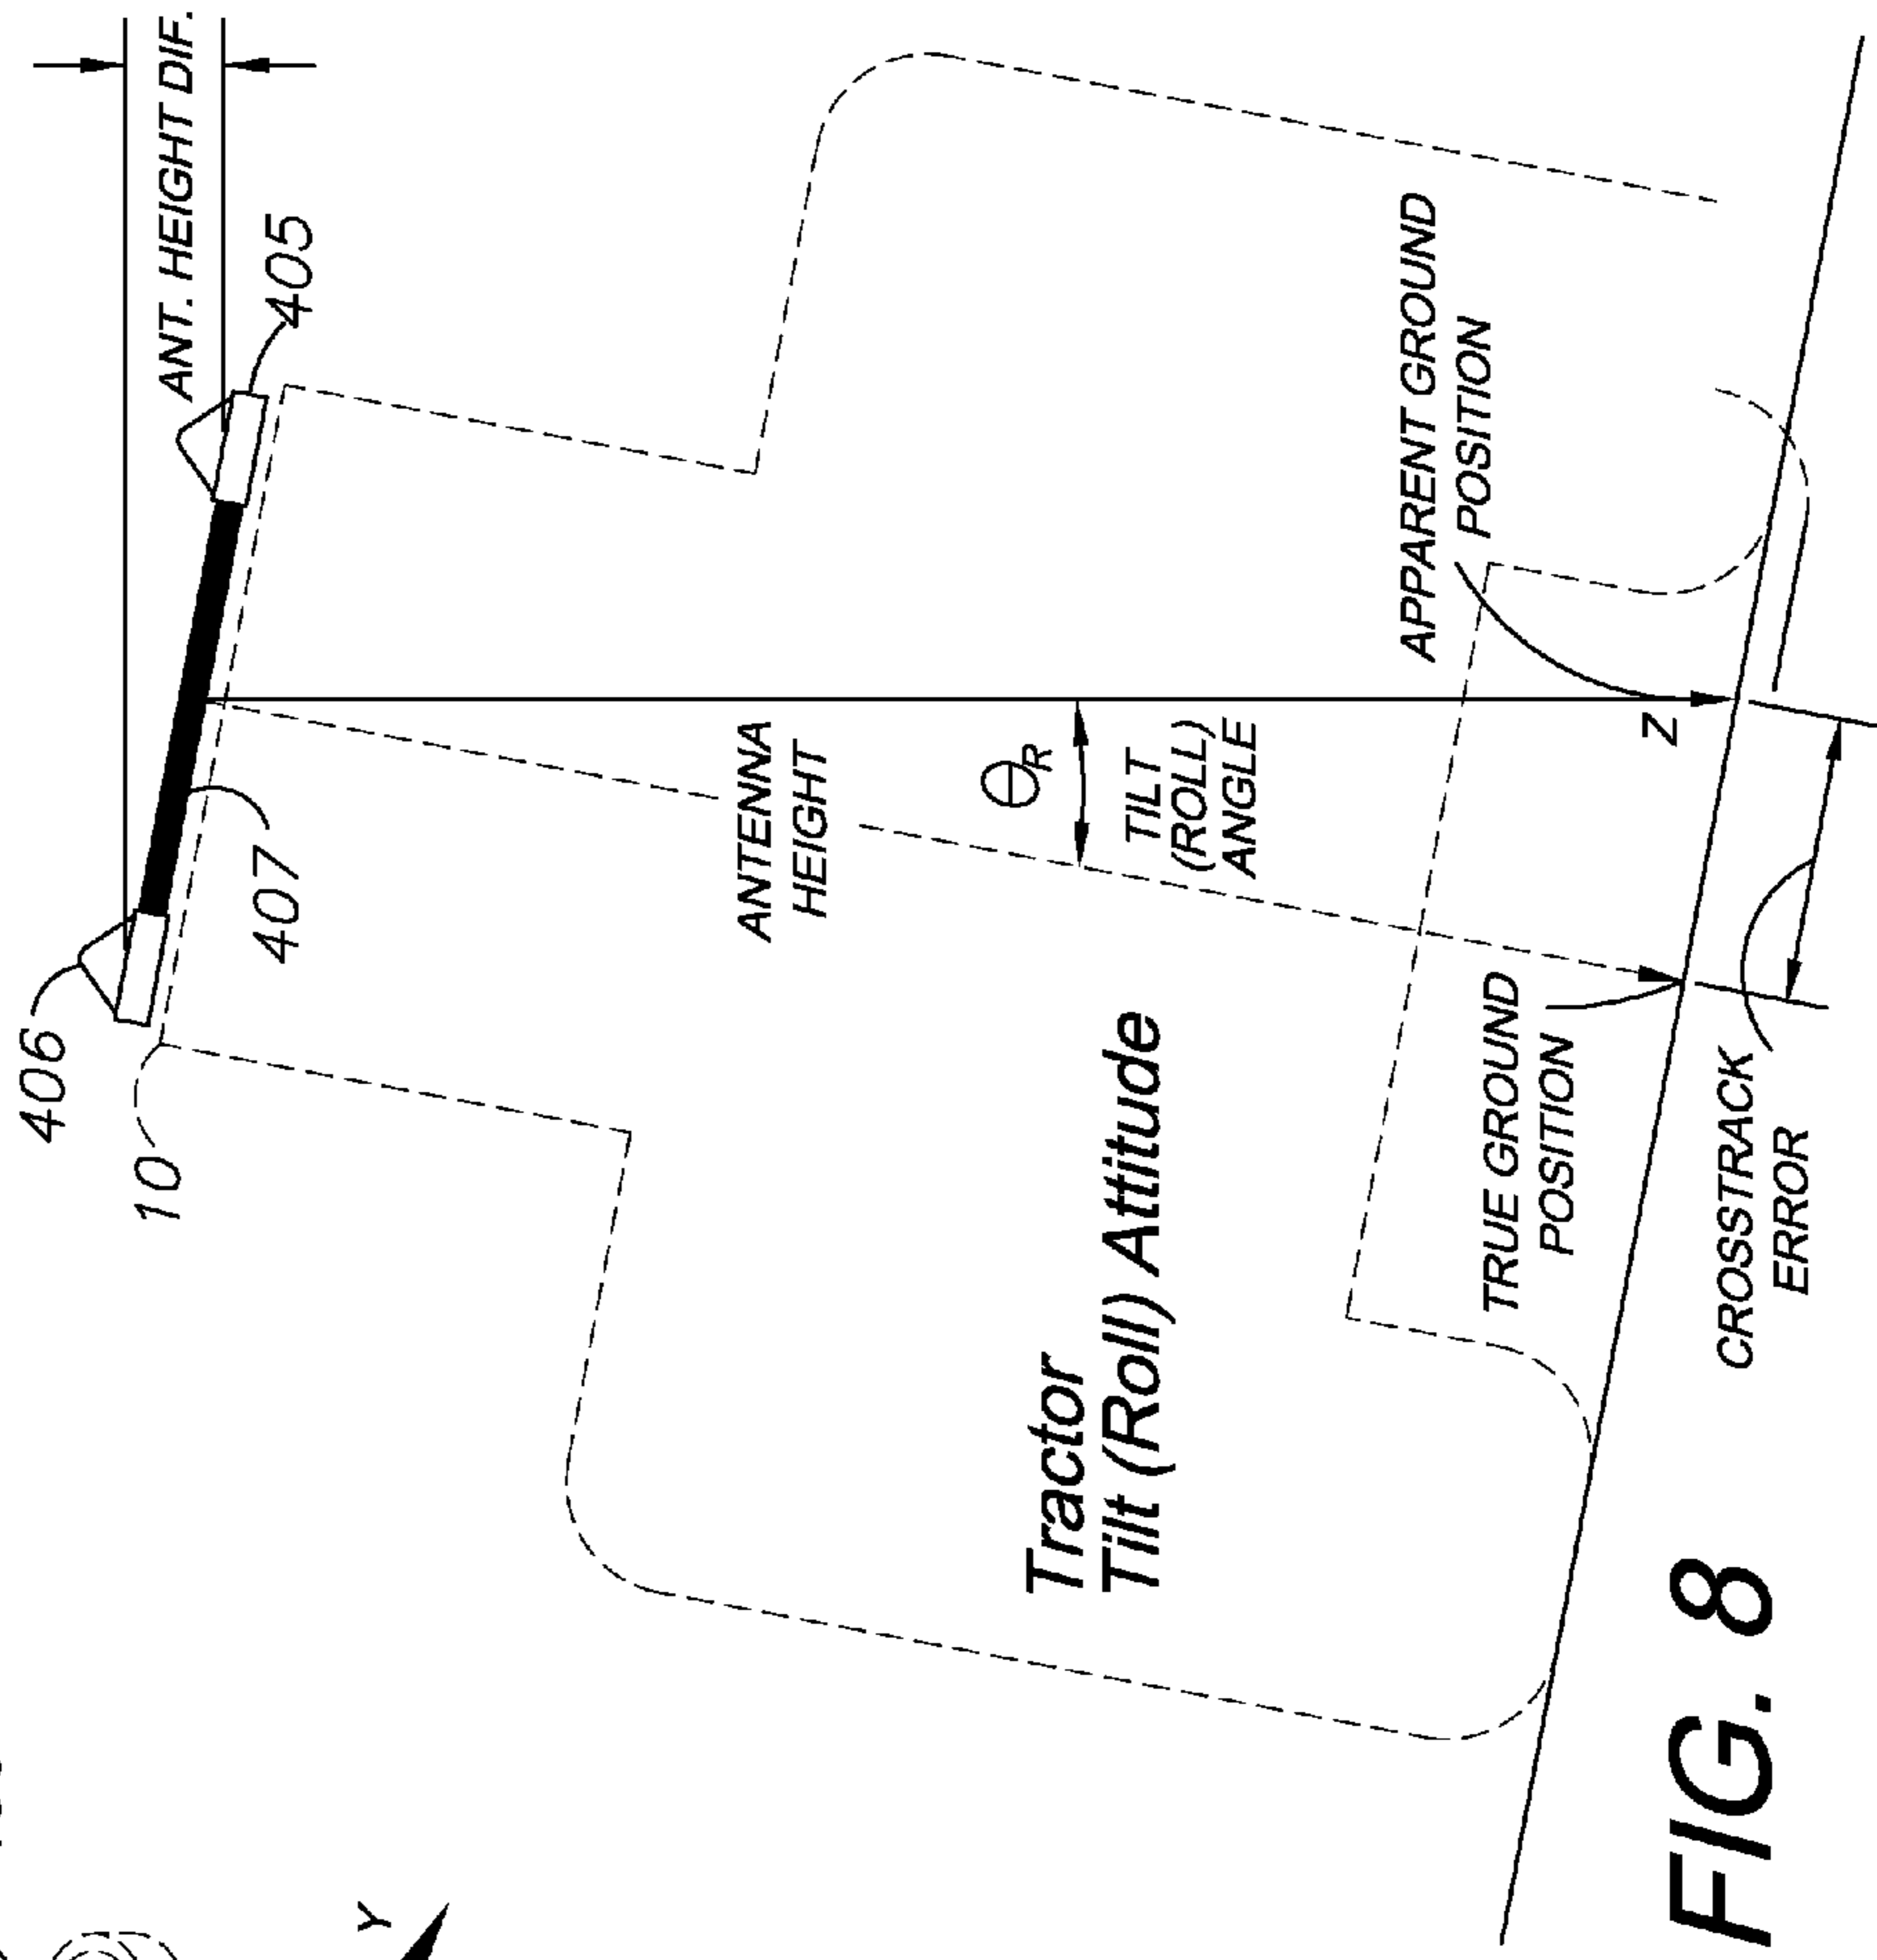 406
10
407
405
ANT. HEIGHT DIF.
ANTENNA
HEIGHT
θR
TILT
(ROLL)
ANGLE
APPARENT GROUND
POSITION
Z
Tractor
Tilt (Roll) Attitude
TRUE GROUND
POSITION
CROSSTRACK
ERROR
Y
FIG. 8